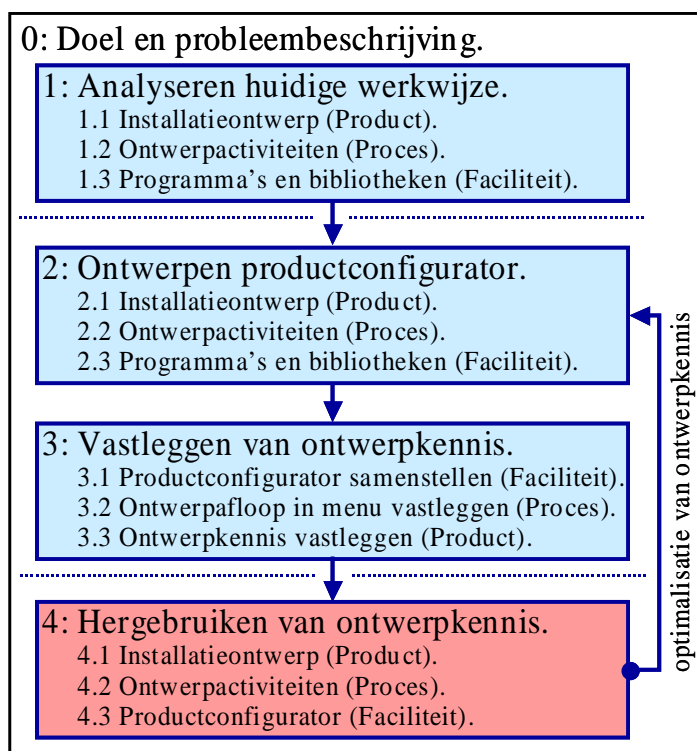 0: Doel en probleembeschrijving.
1: Analyseren huidige werkwijze.
1.1 Installatieontwerp (Product).
1.2 Ontwerpactiviteiten (Proces).
1.3 Programma's en bibliotheken (Faciliteit).
2: Ontwerpen productconfigurator.
2.1 Installatieontwerp (Product).
2.2 Ontwerpactiviteiten (Proces).
2.3 Programma's en bibliotheken (Faciliteit).
3: Vastleggen van ontwerpkennis.
3.1 Productconfigurator samenstellen (Faciliteit).
3.2 Ontwerpafloop in menu vastleggen (Proces).
3.3 Ontwerpkennis vastleggen (Product).
4: Hergebruiken van ontwerpkennis.
4.1 Installatieontwerp (Product).
4.2 Ontwerpactiviteiten (Proces).
4.3 Productconfigurator (Faciliteit).
optimalisatie van ontwerpkennis